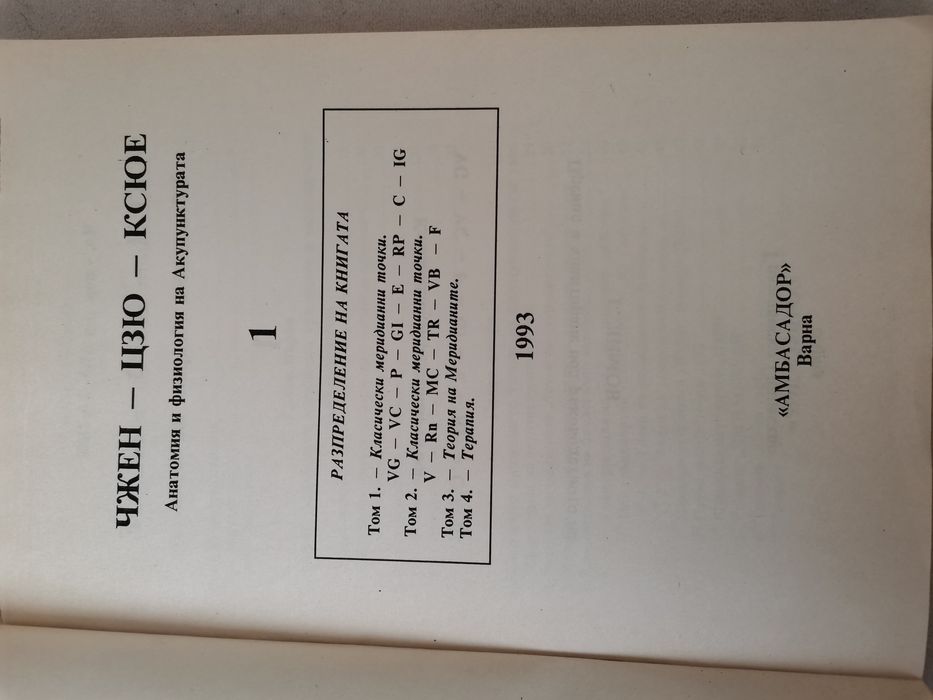 ЧЖЕН – ЦЗЮ – КСЮЕ
Анатомия и физиология на Акупунктурата
1
РАЗПРЕДЕЛЕНИЕ НА КНИГАТА
Том 1. – Класически меридианни точки.
VG – VC – P – GI – E – RP – C – IG
Том 2. – Класически меридианни точки.
V – Rn – MC – TR – VB – F
Том 3. – Теория на Меридианите.
Том 4. – Терапия.
1993
«АМБАСАДОР»
Варна